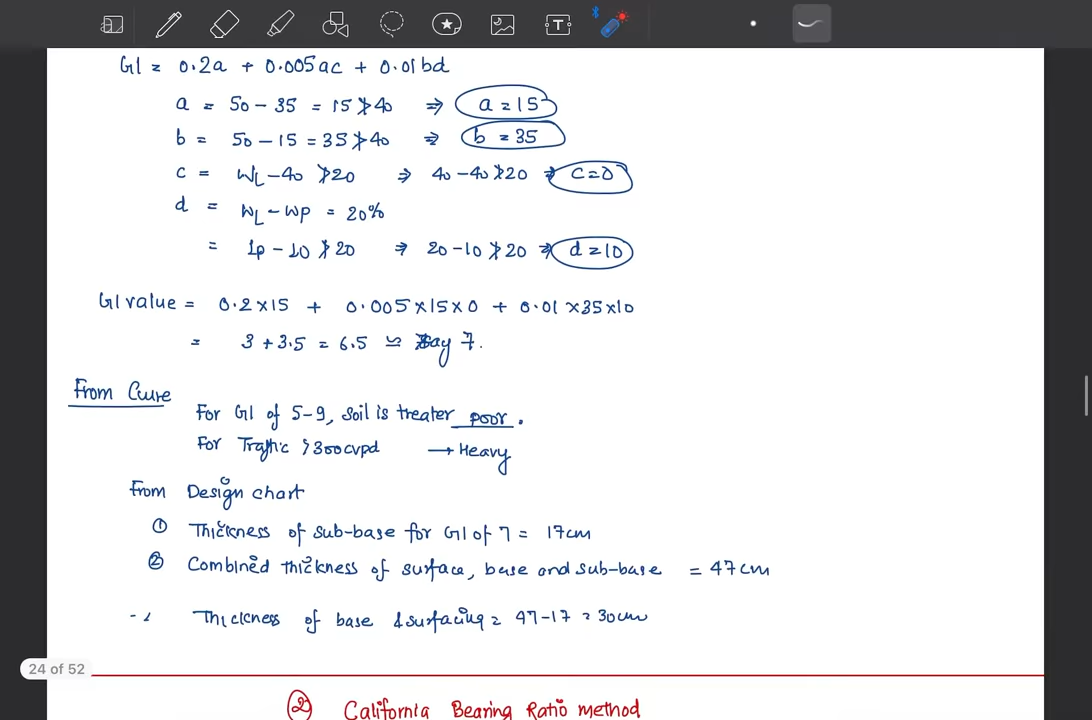 GI = 0.2a + 0.005ac + 0.01bd
a = 50 - 35 = 15 ≯ 40 ⇒ a = 15
b = 50 - 15 = 35 ≯ 40 ⇒ b = 35
c = WL - 40 ≯ 20 ⇒ 40 - 40 ≯ 20 ⇒ c = 0
d = WL - WP = 20%
= Ip - 10 ≯ 20 ⇒ 20 - 10 ≯ 20 ⇒ d = 10
GI value = 0.2 × 15 + 0.005 × 15 × 0 + 0.01 × 35 × 10
= 3 + 3.5 = 6.5 ≃ say 7.
From Cure
For GI of 5-9, soil is treater poor.
For Traffic >300cvpd → Heavy
From Design chart
① Thickness of sub-base for GI of 7 = 17cm
② Combined thickness of surface, base and sub-base = 47cm
Thickness of base & surfacing = 47-17 = 30cm
24 of 52
② California Bearing Ratio method